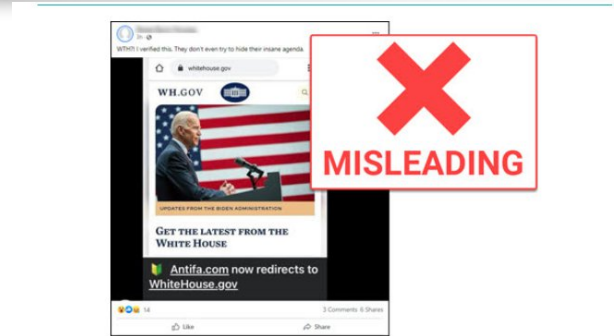 2h
WTH?! I verified this. They don't even try to hide their insane agenda.
whitehouse.gov
WH.GOV
UPDATES FROM THE BIDEN ADMINISTRATION
GET THE LATEST FROM THE
WHITE HOUSE
Antifa.com now redirects to
WhiteHouse.gov
14
3 Comments 6 Shares
Like
Share
MISLEADING